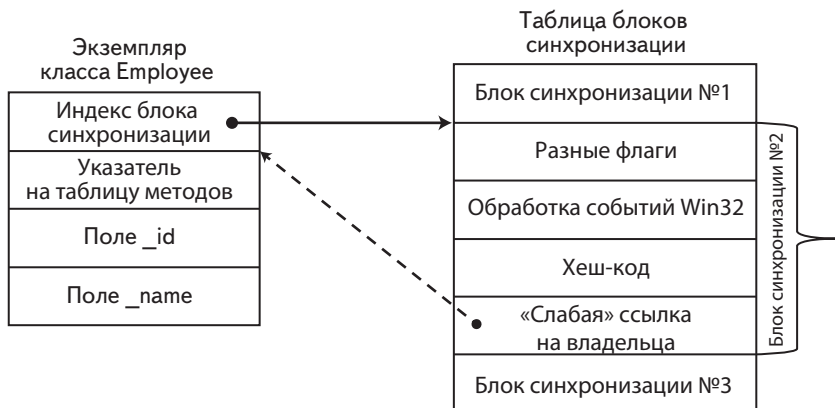 Экземпляр
класса Employee
Индекс блока
синхронизации
Указатель
на таблицу методов
Поле _id
Поле _name
Таблица блоков
синхронизации
Блок синхронизации №1
Разные флаги
Обработка событий Win32
Хеш-код
«Слабая» ссылка
на владельца
Блок синхронизации №3
Блок синхронизации №2